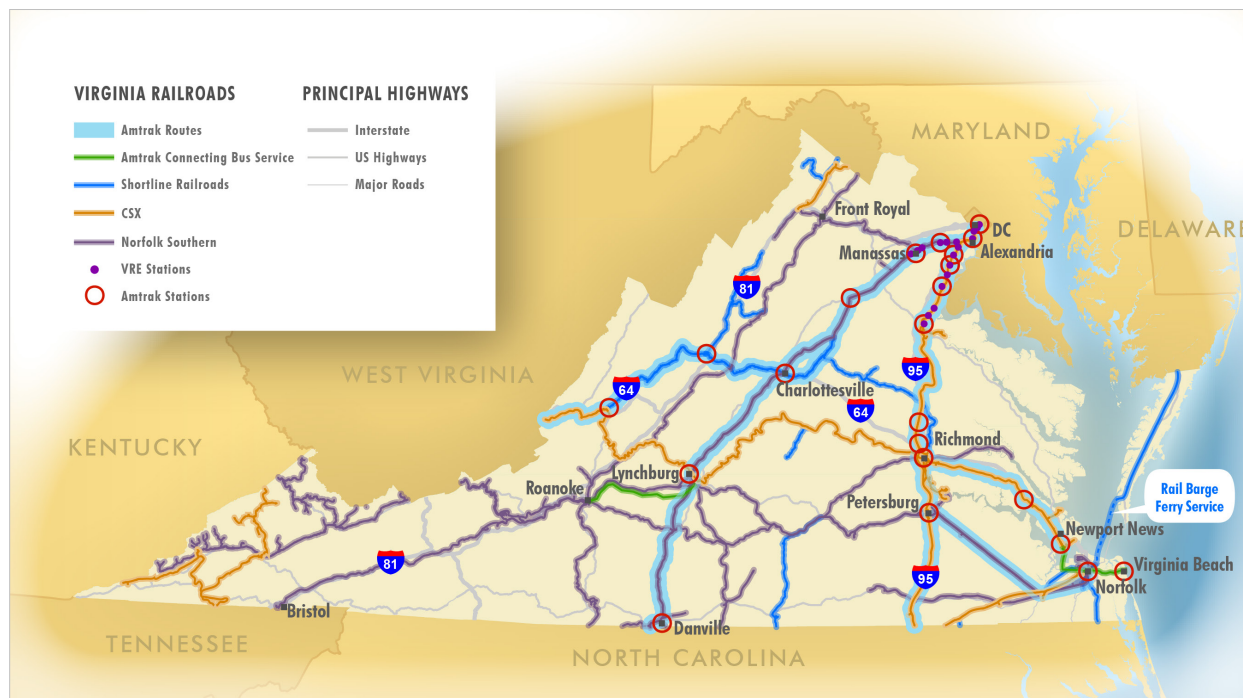 VIRGINIA RAILROADS
Amtrak Routes
Amtrak Connecting Bus Service
Shortline Railroads
CSX
Norfolk Southern
VRE Stations
Amtrak Stations
PRINCIPAL HIGHWAYS
Interstate
US Highways
Major Roads
MARYLAND
DELAWARE
WEST VIRGINIA
KENTUCKY
TENNESSEE
NORTH CAROLINA
Front Royal
DC
Alexandria
Manassas
81
95
64
Charlottesville
64
Richmond
Lynchburg
Roanoke
Petersburg
Rail Barge
Ferry Service
Newport News
Virginia Beach
Norfolk
81
95
Bristol
Danville